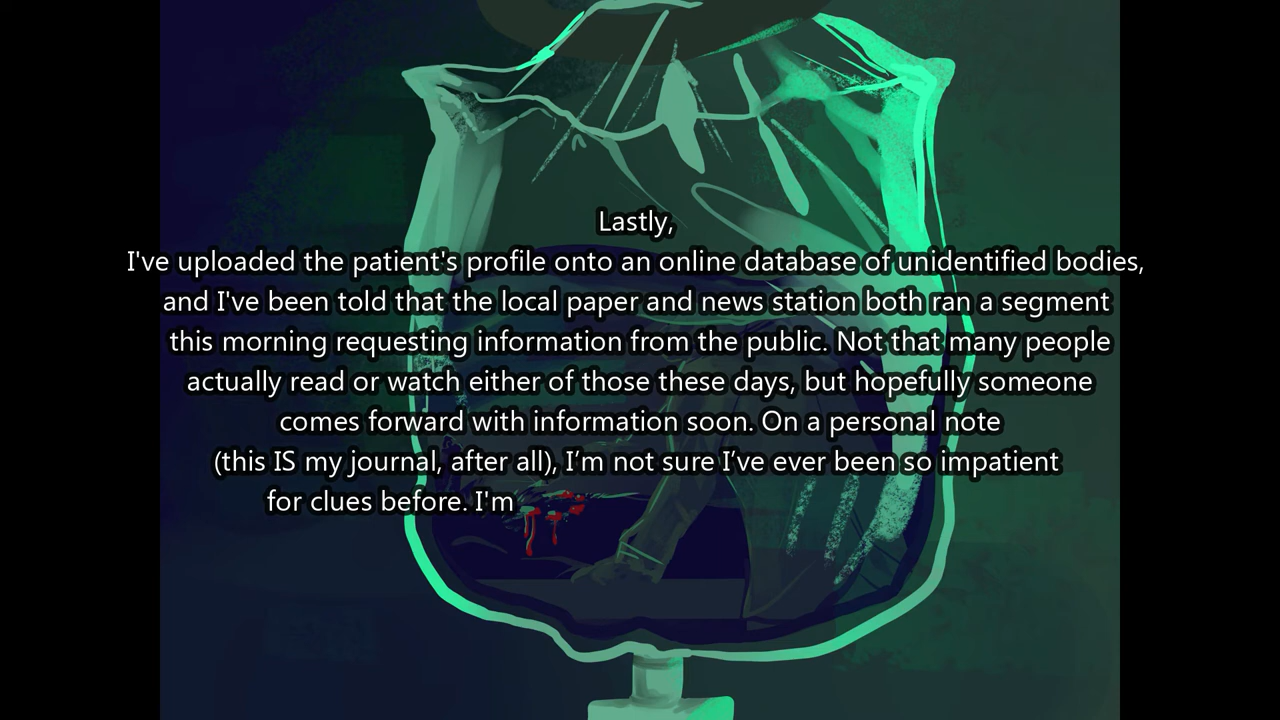 Lastly,
I've uploaded the patient's profile onto an online database of unidentified bodies,
and I've been told that the local paper and news station both ran a segment
this morning requesting information from the public. Not that many people
actually read or watch either of those these days, but hopefully someone
comes forward with information soon. On a personal note
(this IS my journal, after all), I’m not sure I’ve ever been so impatient
for clues before. I'm